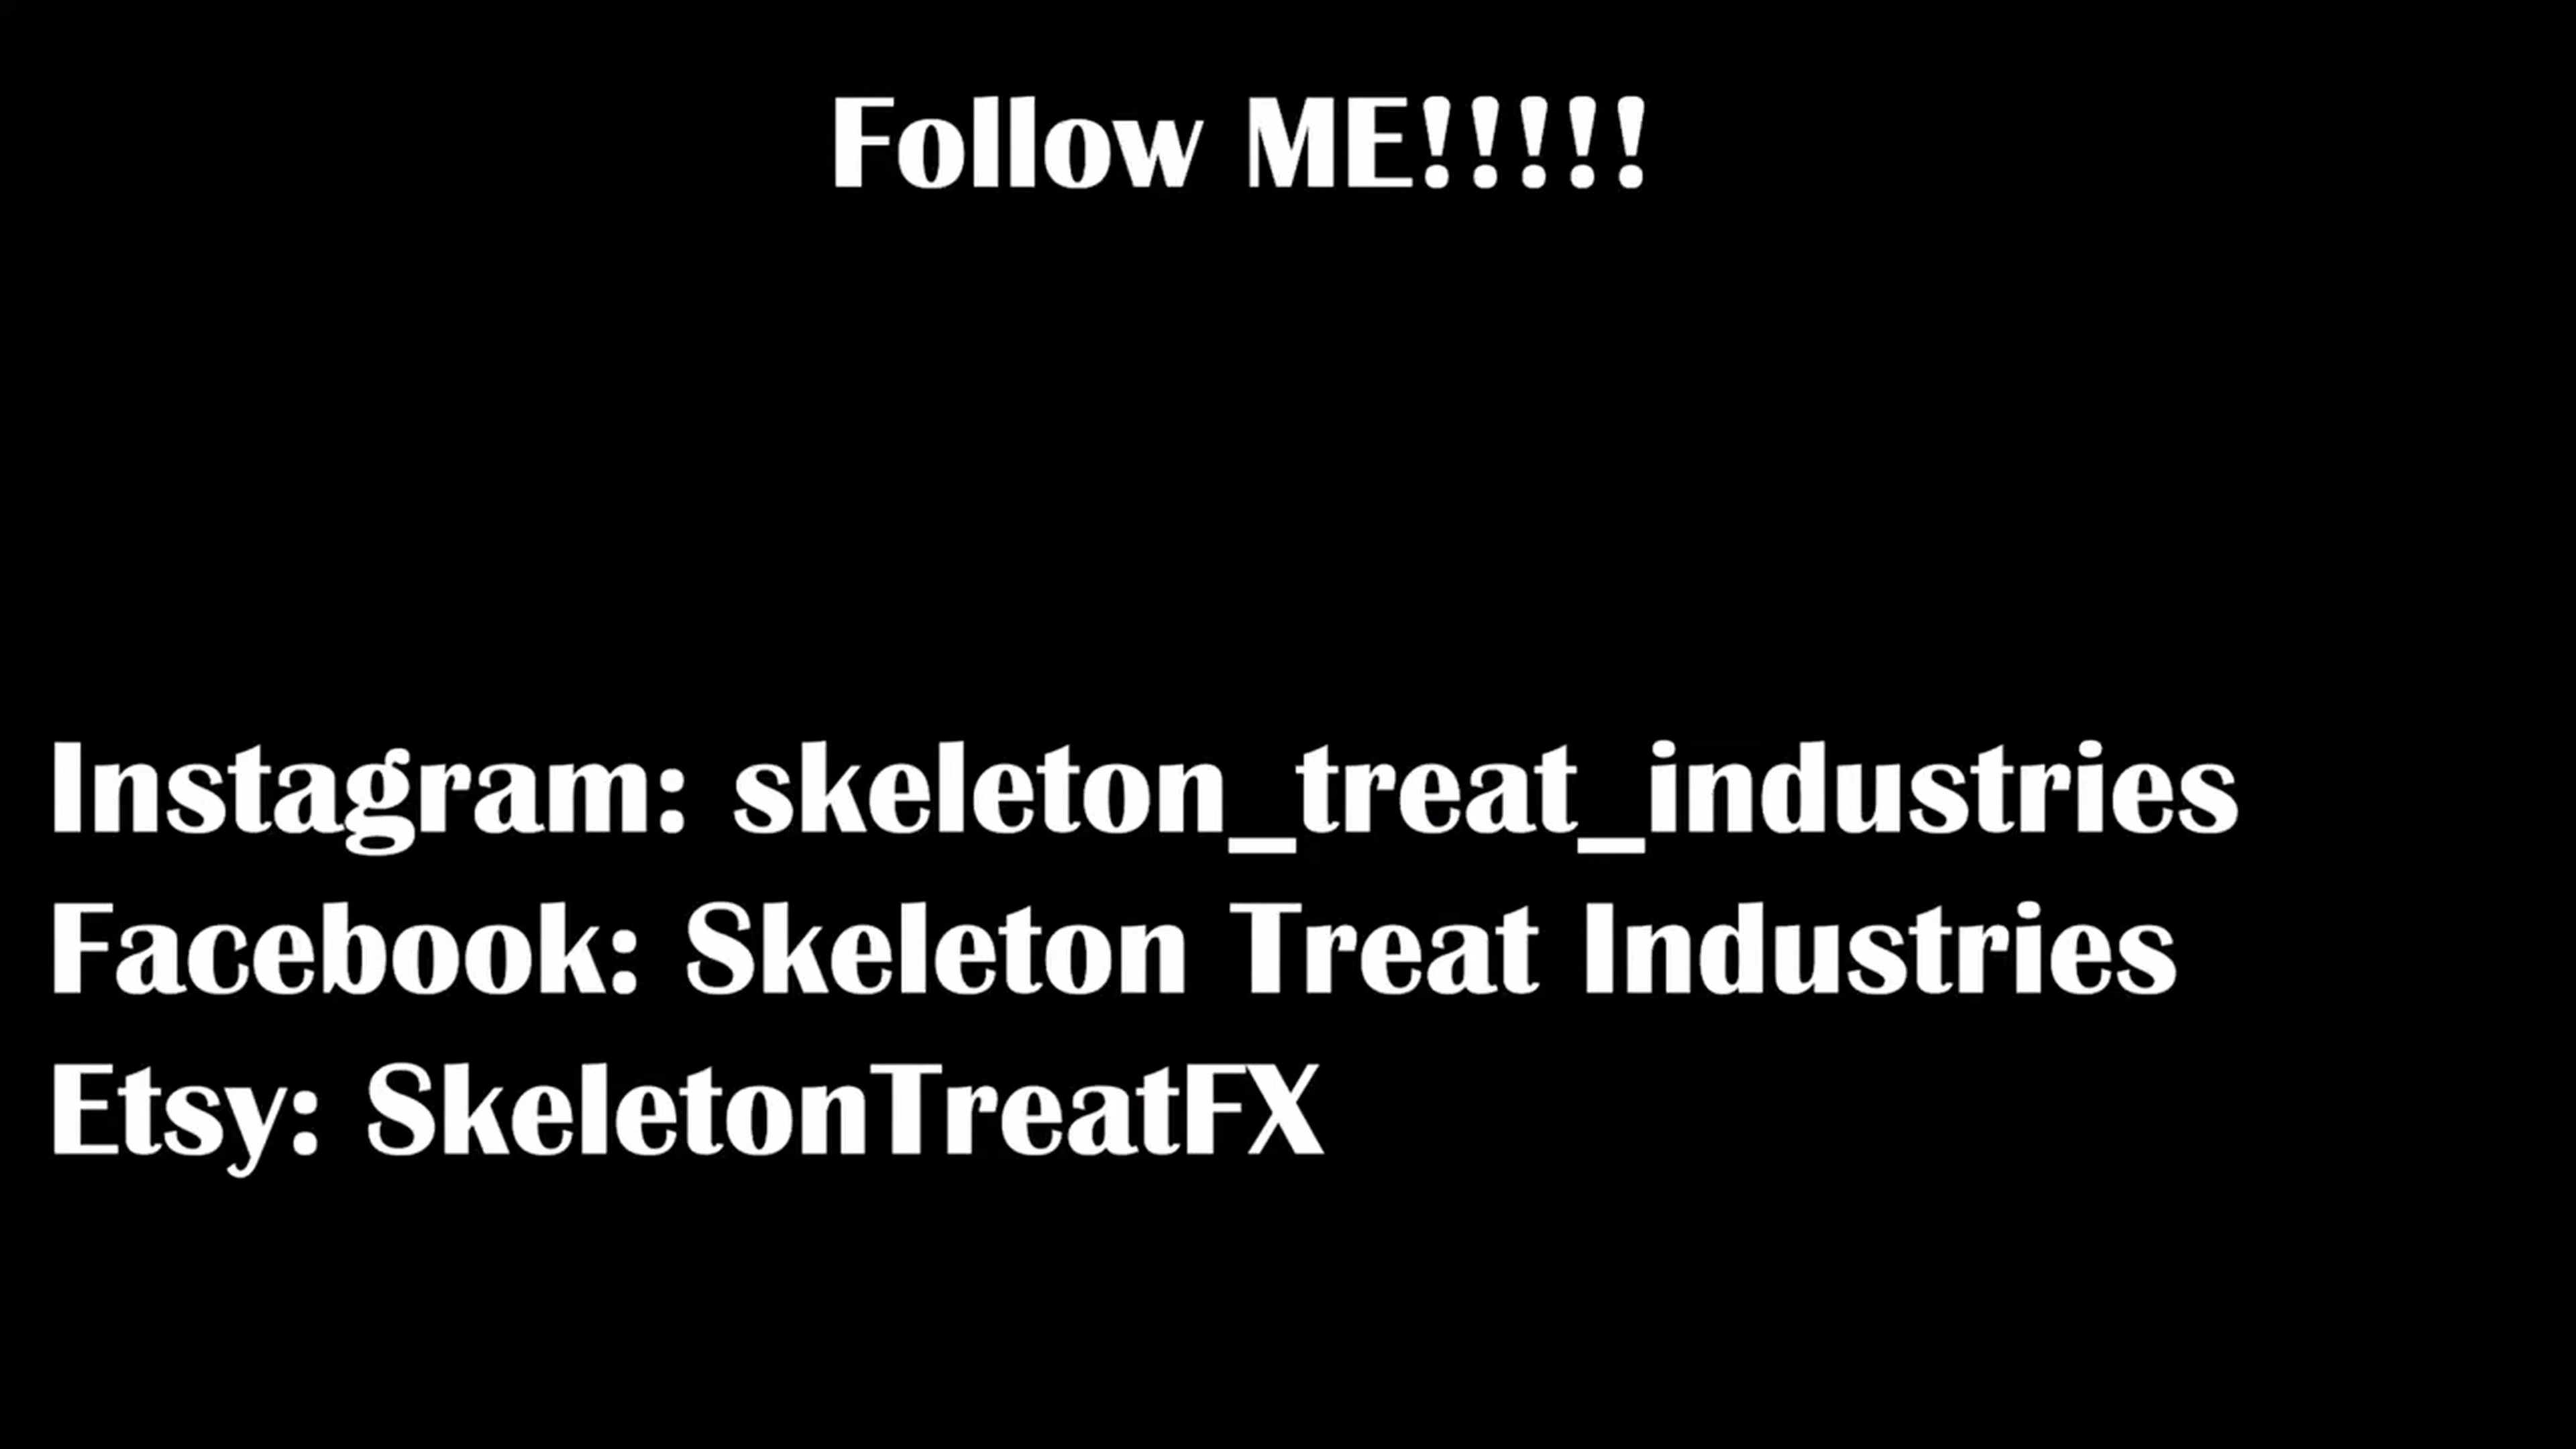 Follow ME!!!!!
Instagram: skeleton_treat_industries
Facebook: Skeleton Treat Industries
Etsy: SkeletonTreatFX